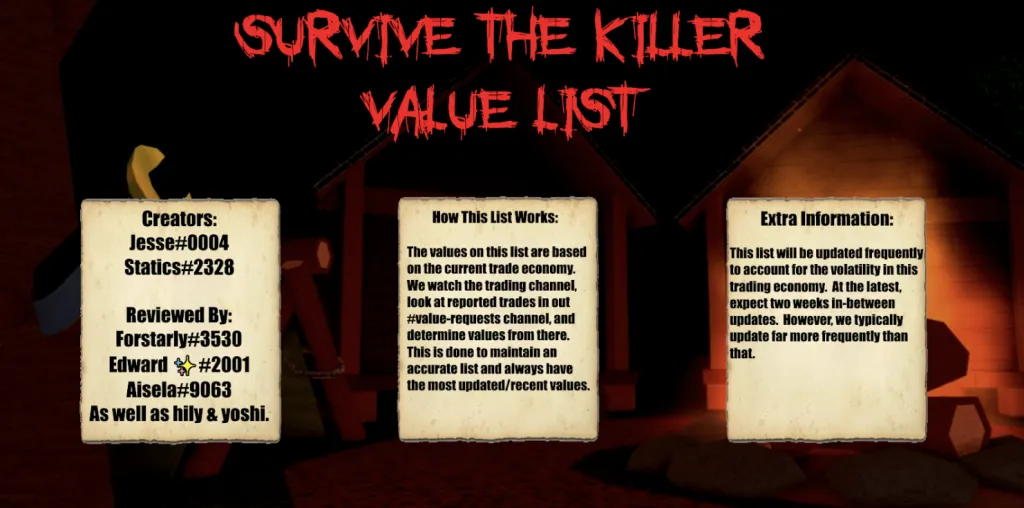 SURVIVE THE KILLER
VALUE LIST
Creators:
Jesse#0004
Statics#2328
Reviewed By:
Forstarly#3530
Edward ✨#2001
Aisela#9063
As well as hily & yoshi.
How This List Works:
The values on this list are based
on the current trade economy.
We watch the trading channel,
look at reported trades in out
#value-requests channel, and
determine values from there.
This is done to maintain an
accurate list and always have
the most updated/recent values.
Extra Information:
This list will be updated frequently
to account for the volatility in this
trading economy. At the latest,
expect two weeks in-between
updates. However, we typically
update far more frequently than
that.